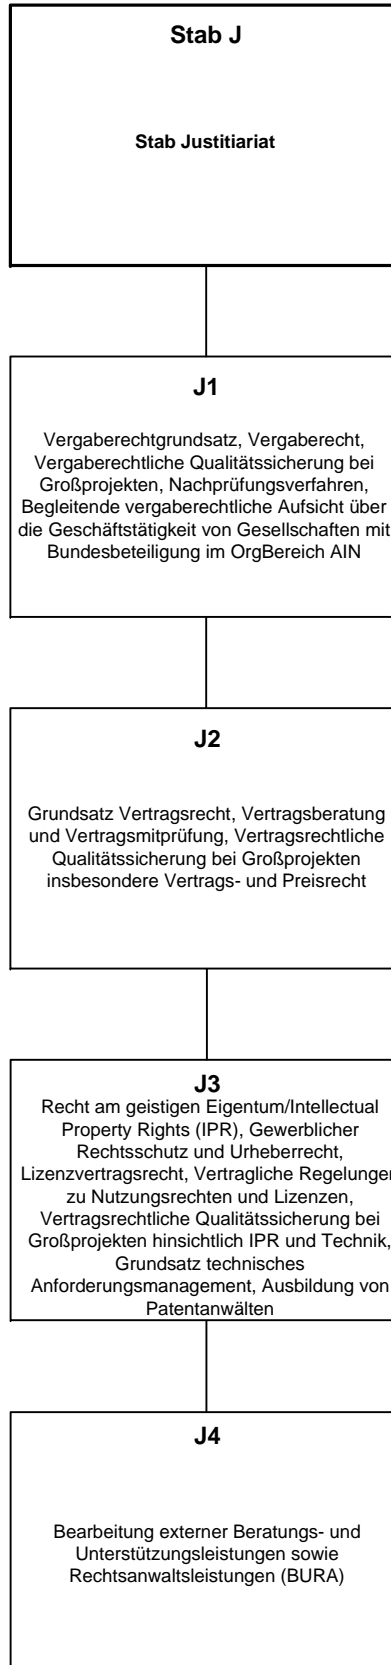 Stab J
Stab Justitiariat
J1
Vergaberechtgrundsatz, Vergaberecht,
Vergaberechtliche Qualitätssicherung bei
Großprojekten, Nachprüfungsverfahren,
Begleitende vergaberechtliche Aufsicht über
die Geschäftstätigkeit von Gesellschaften mit
Bundesbeteiligung im OrgBereich AIN
J2
Grundsatz Vertragsrecht, Vertragsberatung
und Vertragsmitprüfung, Vertragsrechtliche
Qualitätssicherung bei Großprojekten
insbesondere Vertrags- und Preisrecht
J3
Recht am geistigen Eigentum/Intellectual
Property Rights (IPR), Gewerblicher
Rechtsschutz und Urheberrecht,
Lizenzvertragsrecht, Vertragliche Regelungen
zu Nutzungsrechten und Lizenzen,
Vertragsrechtliche Qualitätssicherung bei
Großprojekten hinsichtlich IPR und Technik,
Grundsatz technisches
Anforderungsmanagement, Ausbildung von
Patentanwälten
J4
Bearbeitung externer Beratungs- und
Unterstützungsleistungen sowie
Rechtsanwaltsleistungen (BURA)